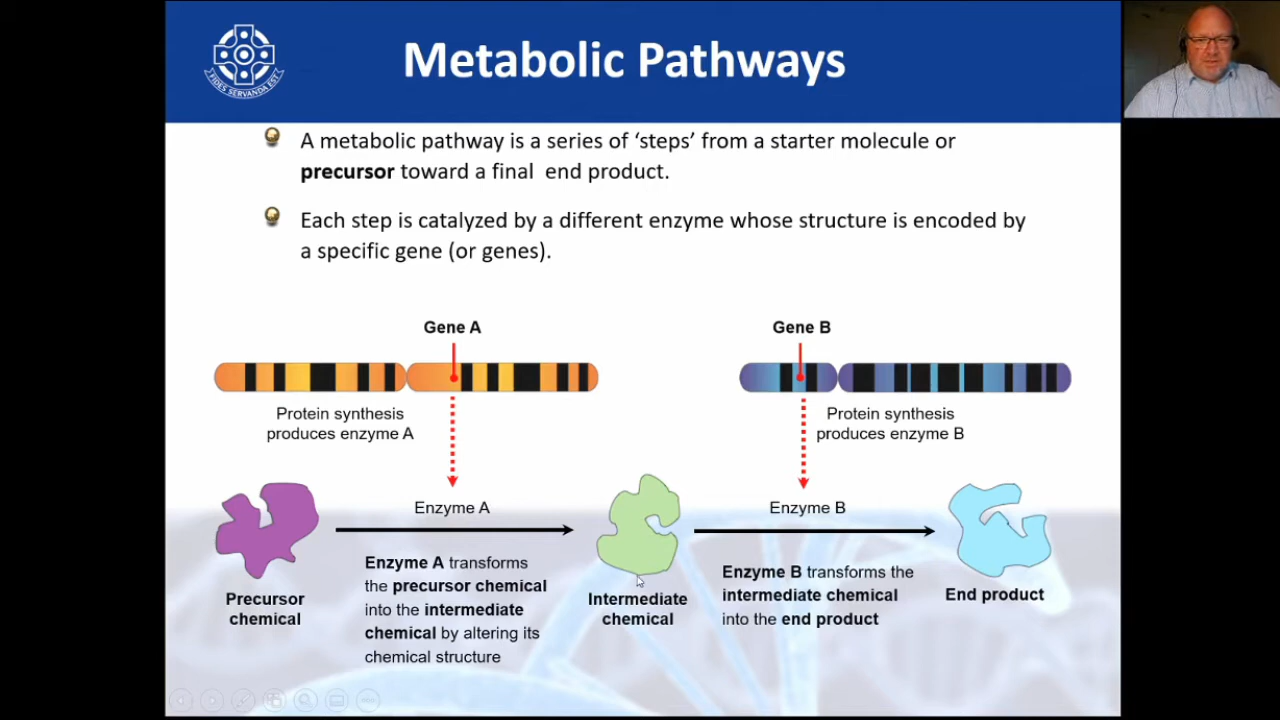 Metabolic Pathways
FIDES SERVANDA EST
A metabolic pathway is a series of ‘steps’ from a starter molecule or
precursor toward a final end product.
Each step is catalyzed by a different enzyme whose structure is encoded by
a specific gene (or genes).
Gene A
Gene B
Protein synthesis
produces enzyme A
Protein synthesis
produces enzyme B
Enzyme A
Enzyme B
Enzyme A transforms
the precursor chemical
into the intermediate
chemical by altering its
chemical structure
Enzyme B transforms the
intermediate chemical
into the end product
Precursor
chemical
Intermediate
chemical
End product